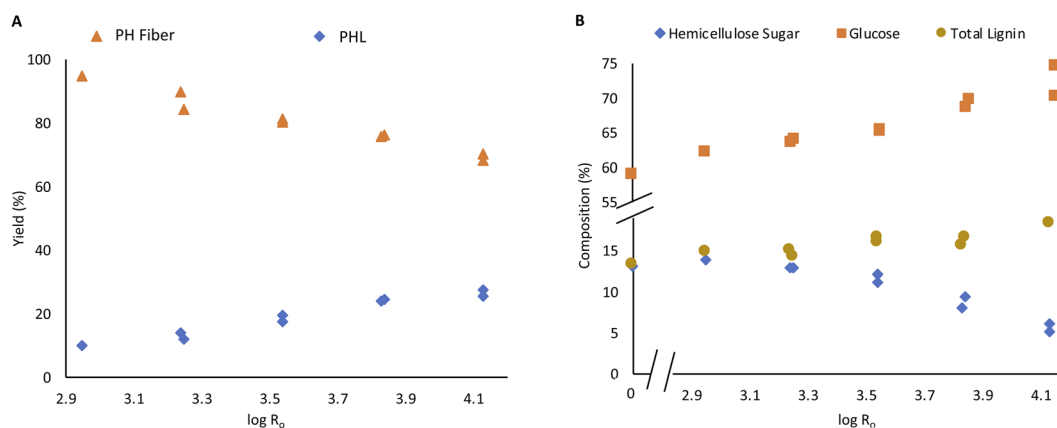 A
PH Fiber PHL
100
80
60
40
20
0
Yield (%)
2.9 3.1 3.3 3.5 3.7 3.9 4.1
log Ro
B
Hemicellulose Sugar Glucose Total Lignin
75
70
65
60
55
15
10
5
0
Composition (%)
0 2.9 3.1 3.3 3.5 3.7 3.9 4.1
log Ro